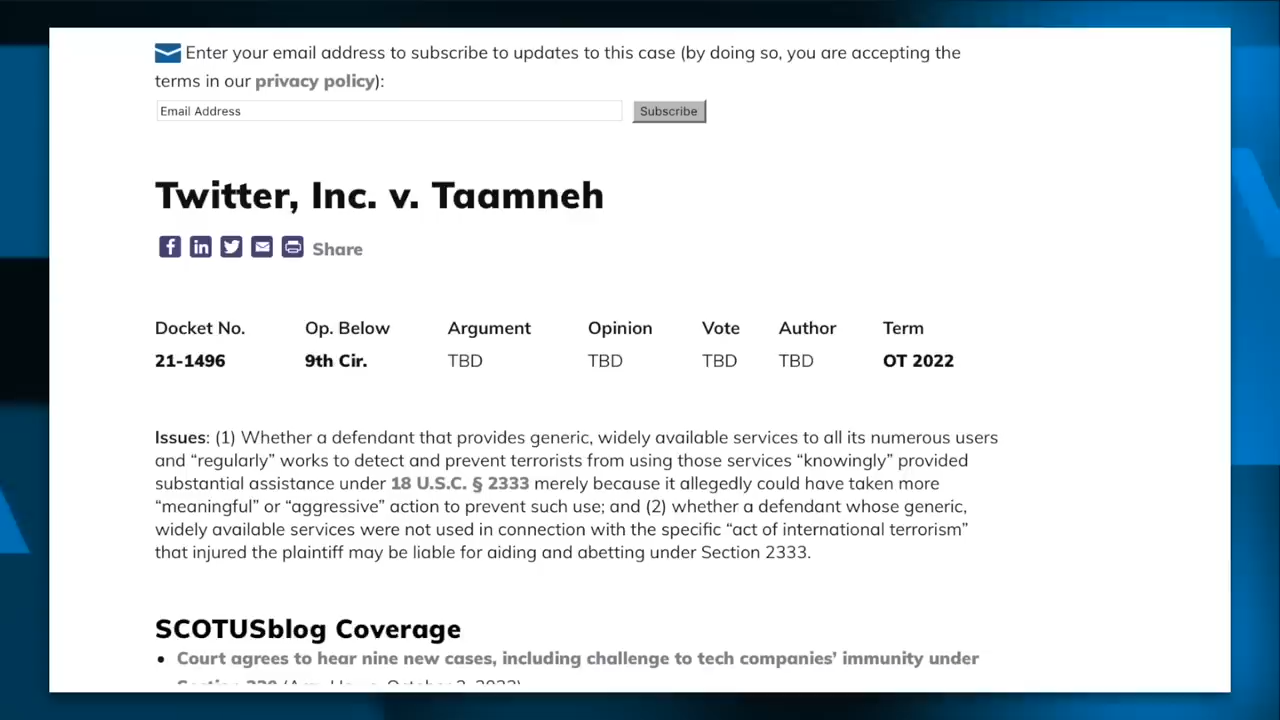 Enter your email address to subscribe to updates to this case (by doing so, you are accepting the
terms in our privacy policy):
Email Address
Subscribe
Twitter, Inc. v. Taamneh
Share
Docket No. Op. Below Argument Opinion Vote Author Term
21-1496 9th Cir. TBD TBD TBD TBD OT 2022
Issues: (1) Whether a defendant that provides generic, widely available services to all its numerous users
and “regularly” works to detect and prevent terrorists from using those services “knowingly” provided
substantial assistance under 18 U.S.C. § 2333 merely because it allegedly could have taken more
“meaningful” or “aggressive” action to prevent such use; and (2) whether a defendant whose generic,
widely available services were not used in connection with the specific “act of international terrorism”
that injured the plaintiff may be liable for aiding and abetting under Section 2333.
SCOTUSblog Coverage
• Court agrees to hear nine new cases, including challenge to tech companies’ immunity under